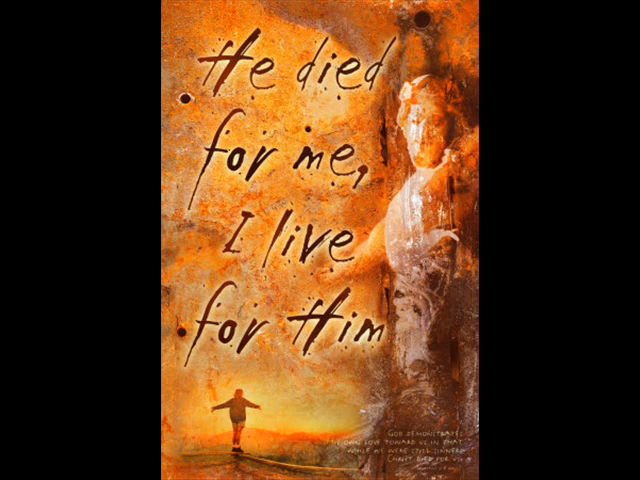 He died
for me,
I live
for Him
GOD DEMONSTRATES
OWN LOVE TOWARD US IN THAT
WHILE WE WERE STILL SINNERS
CHRIST DIED FOR US